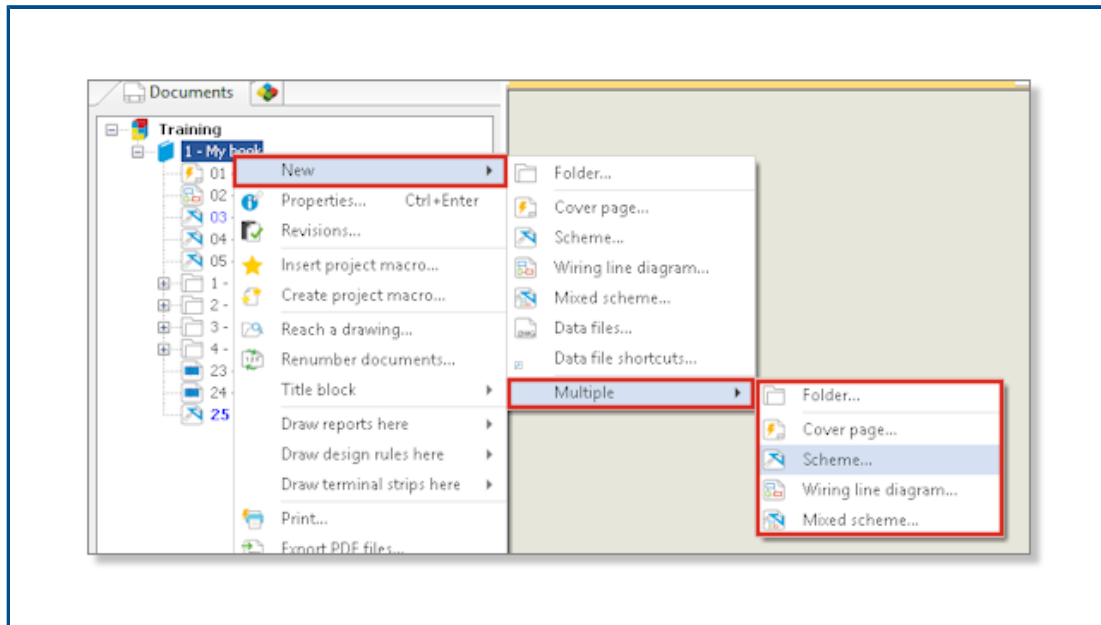 Documents
Training
1 - My book
01
02
03
04
05
1 -
2 -
3 -
4 -
23
24
25
New
Properties... Ctrl+Enter
Revisions...
Insert project macro...
Create project macro...
Reach a drawing...
Renumber documents...
Title block
Draw reports here
Draw design rules here
Draw terminal strips here
Print...
Export PDF files...
Folder...
Cover page...
Scheme...
Wiring line diagram...
Mixed scheme...
Data files...
Data file shortcuts...
Multiple
Folder...
Cover page...
Scheme...
Wiring line diagram...
Mixed scheme...